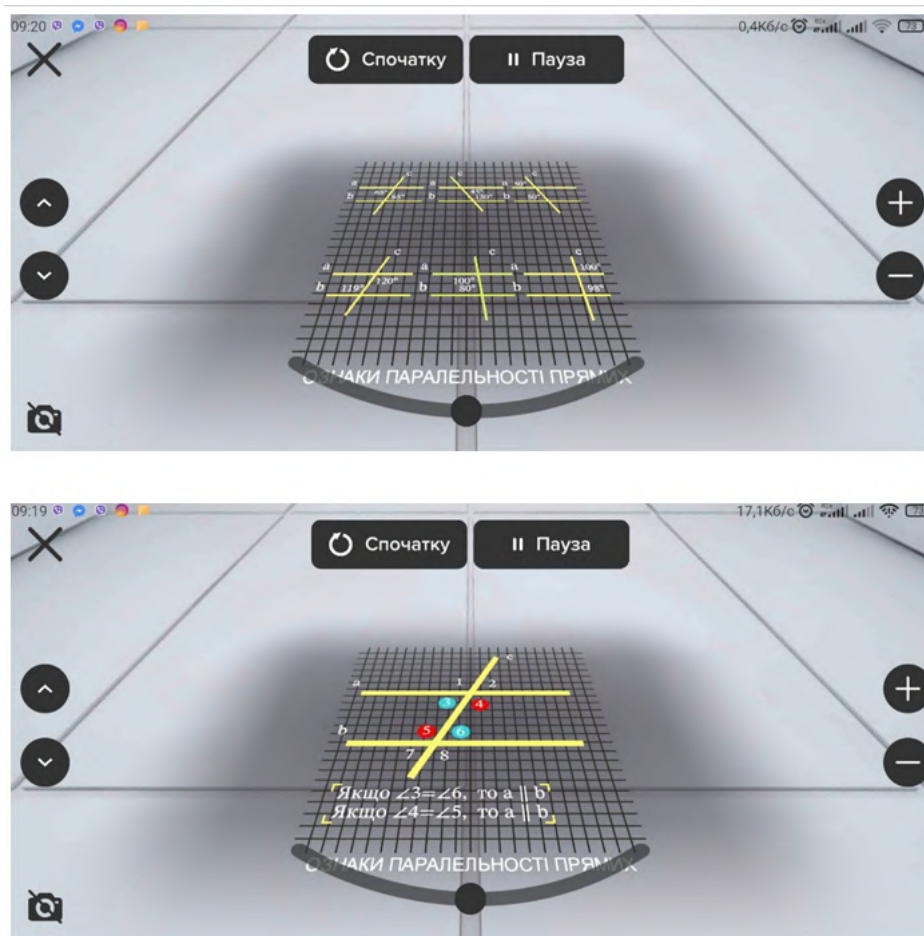 09:20
0,4Кб/с
73
Спочатку
Пауза
c
c
c
a
a
a
b
b
b
c
c
c
a
a
a
100°
120°
100°
119°
80°
98°
b
b
b
ОЗНАКИ ПАРАЛЕЛЬНОСТІ ПРЯМИХ
09:19
17,1Кб/с
73
Спочатку
Пауза
c
a
1
2
3
4
b
5
6
7
8
Якщо ∠3=∠6, то a ∥ b
Якщо ∠4=∠5, то a ∥ b
ОЗНАКИ ПАРАЛЕЛЬНОСТІ ПРЯМИХ